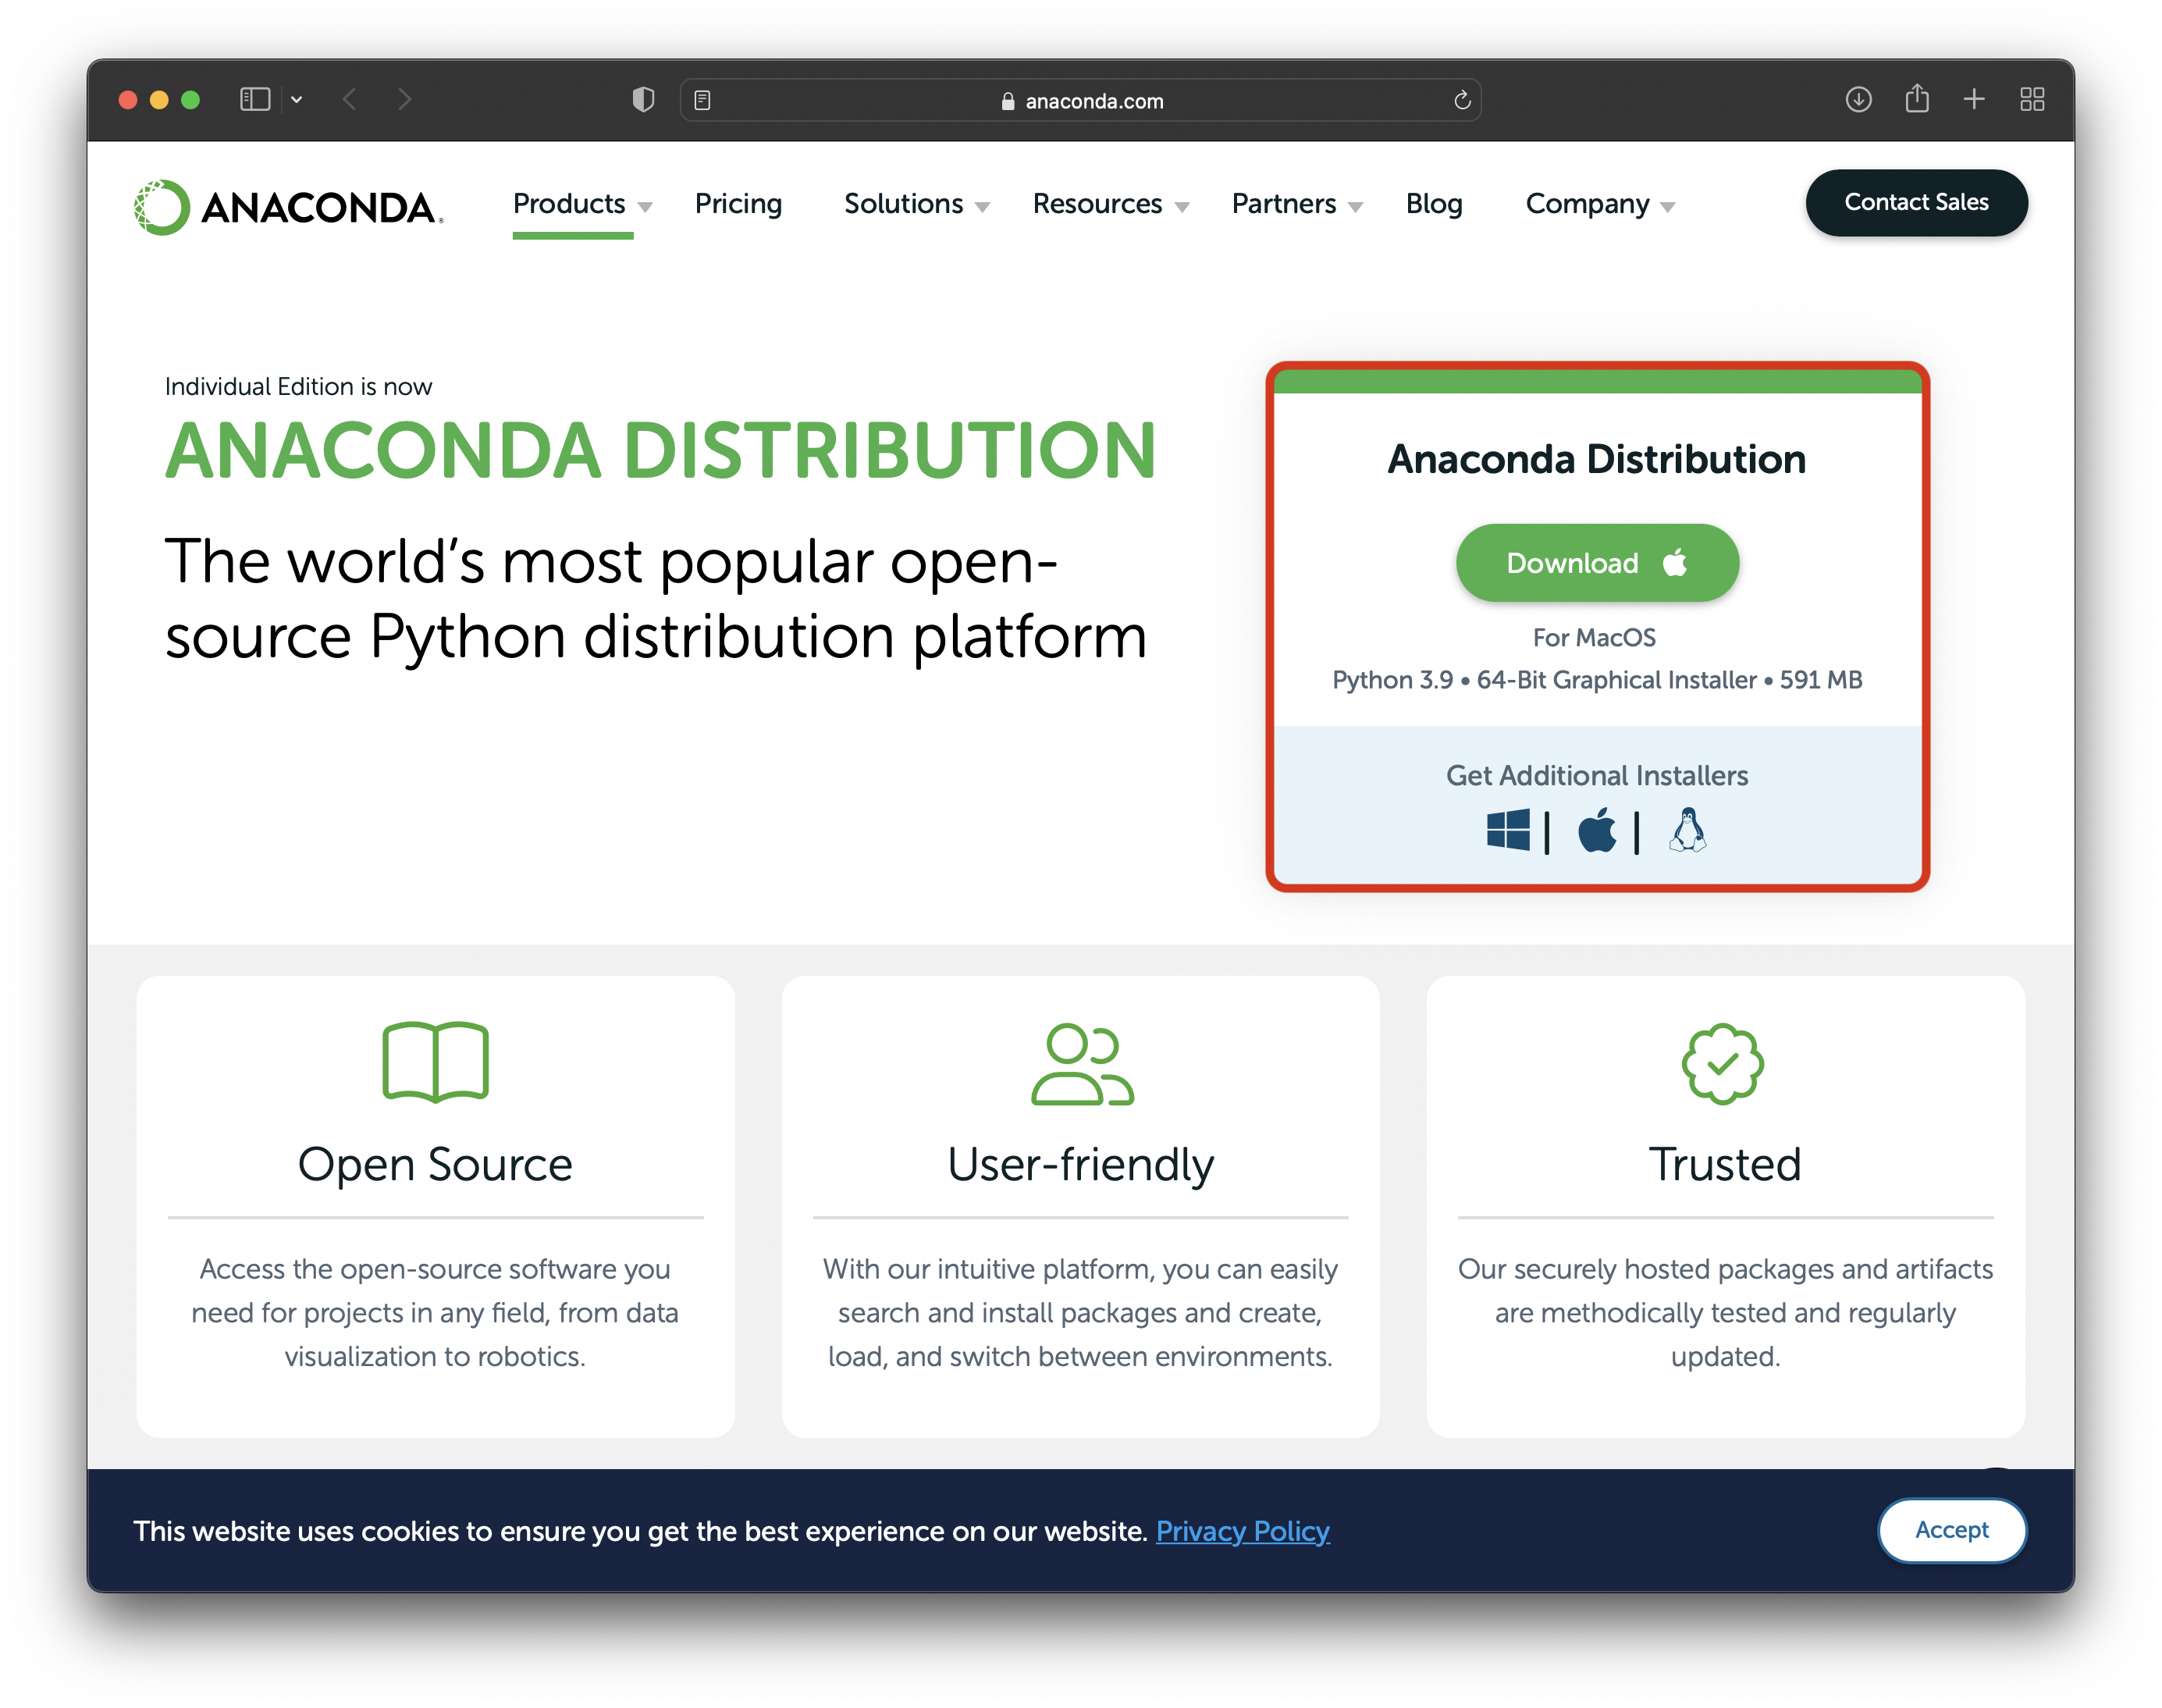 anaconda.com
ANACONDA.
Products
Pricing
Solutions
Resources
Partners
Blog
Company
Contact Sales
Individual Edition is now
ANACONDA DISTRIBUTION
The world's most popular open-
source Python distribution platform
Anaconda Distribution
Download
For MacOS
Python 3.9 • 64-Bit Graphical Installer • 591 MB
Get Additional Installers
Open Source
Access the open-source software you
need for projects in any field, from data
visualization to robotics.
User-friendly
With our intuitive platform, you can easily
search and install packages and create,
load, and switch between environments.
Trusted
Our securely hosted packages and artifacts
are methodically tested and regularly
updated.
This website uses cookies to ensure you get the best experience on our website. Privacy Policy
Accept